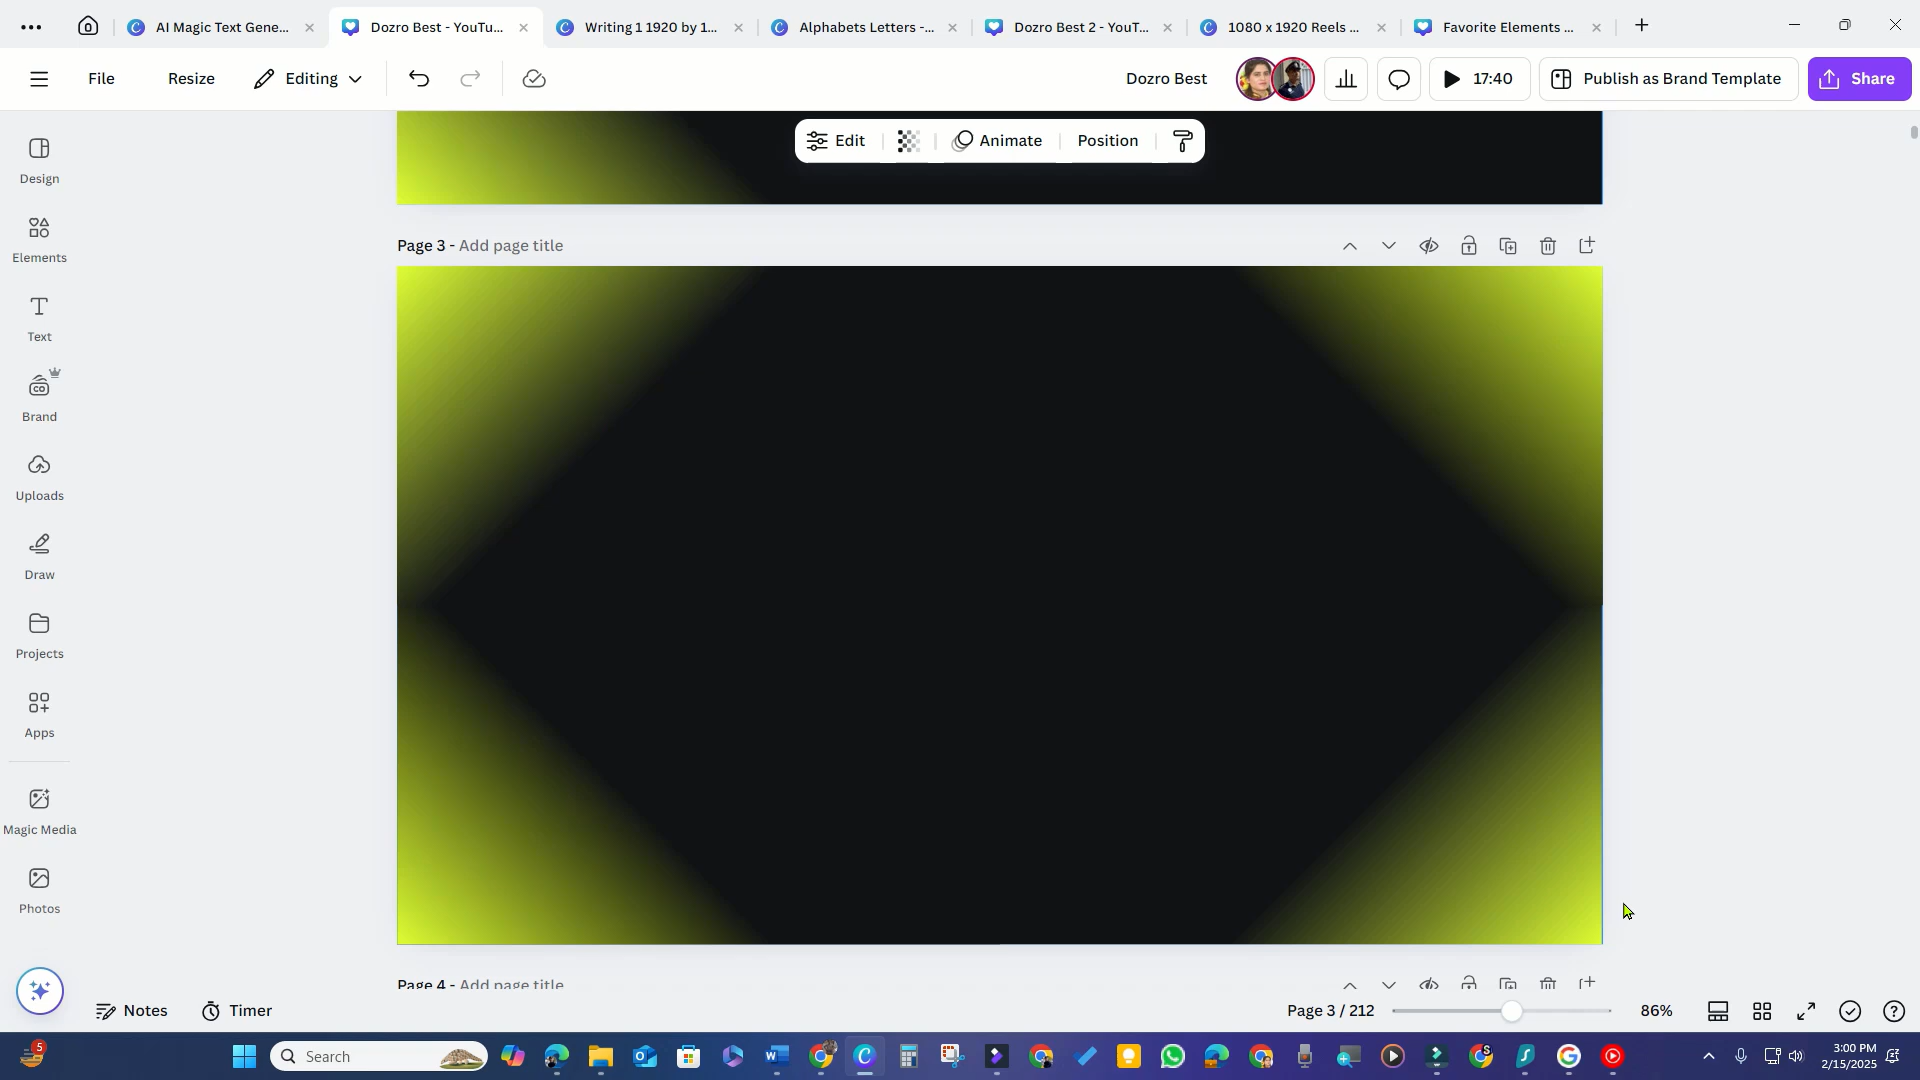 AI Magic Text Gene...
Dozro Best - YouTu...
Writing 1 1920 by 1...
Alphabets Letters -...
Dozro Best 2 - YouT...
1080 x 1920 Reels ...
Favorite Elements ...
File
Resize
Editing
Dozro Best
17:40
Publish as Brand Template
Share
Edit
Animate
Position
Design
Elements
Text
Brand
Uploads
Draw
Projects
Apps
Magic Media
Photos
Page 3 - Add page title
Page 4 - Add page title
Notes
Timer
Page 3 / 212
86%
5
Search
3:00 PM
2/15/2025